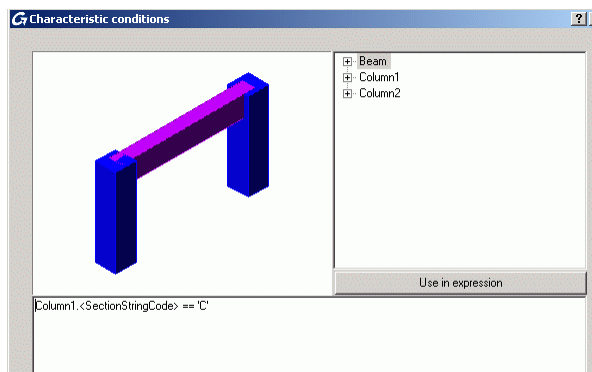 Characteristic conditions
?
Beam
Column1
Column2
Use in expression
Column1.<SectionStringCode> == 'C'